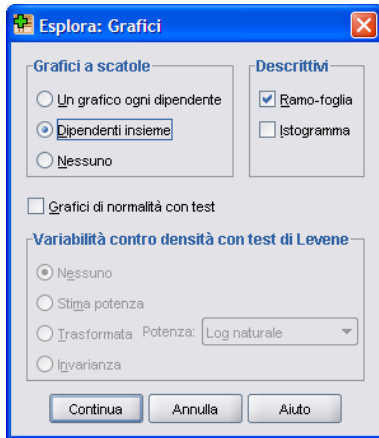 Esplora: Grafici
Grafici a scatole
Un grafico ogni dipendente
Dipendenti insieme
Nessuno
Descrittivi
Ramo-foglia
Istogramma
Grafici di normalità con test
Variabilità contro densità con test di Levene
Nessuno
Stima potenza
Trasformata Potenza: Log naturale
Invarianza
Continua Annulla Aiuto